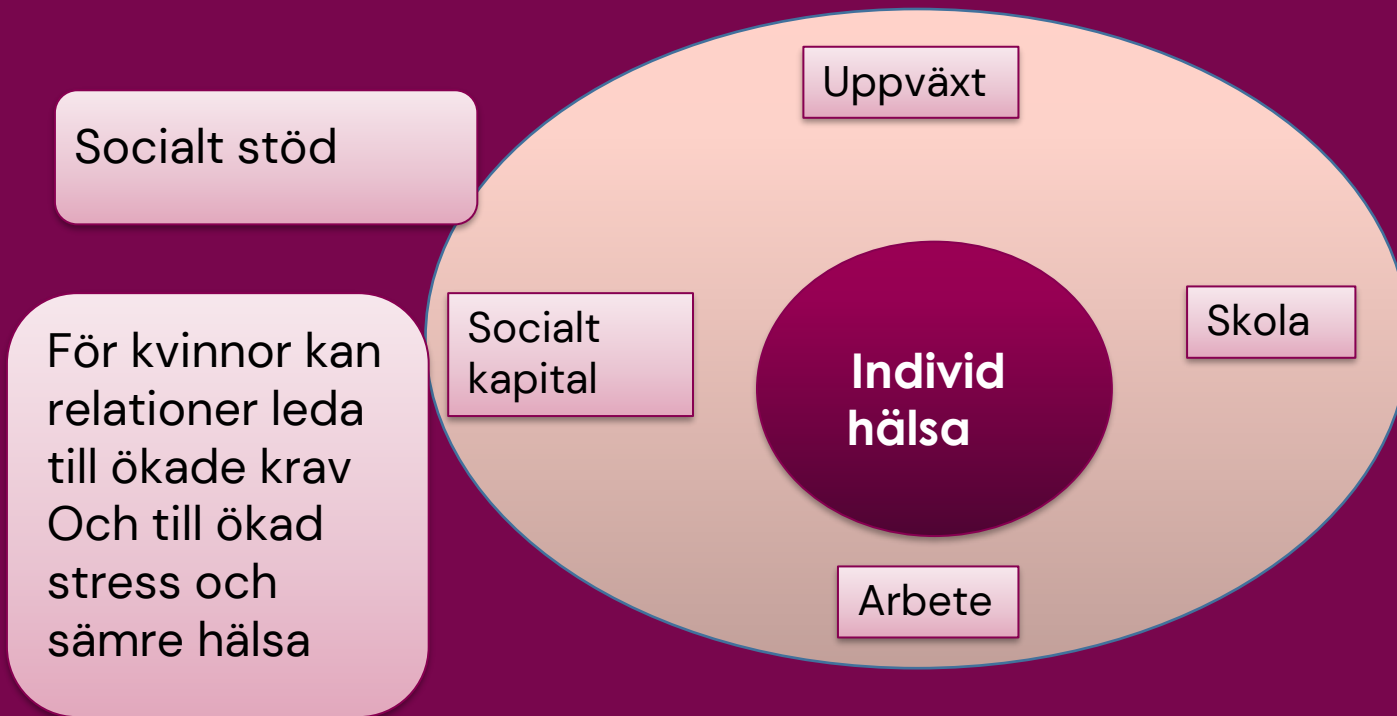 Uppväxt
Socialt stöd
För kvinnor kan
relationer leda
till ökade krav
Och till ökad
stress och
sämre hälsa
Socialt
kapital
Individ
hälsa
Skola
Arbete